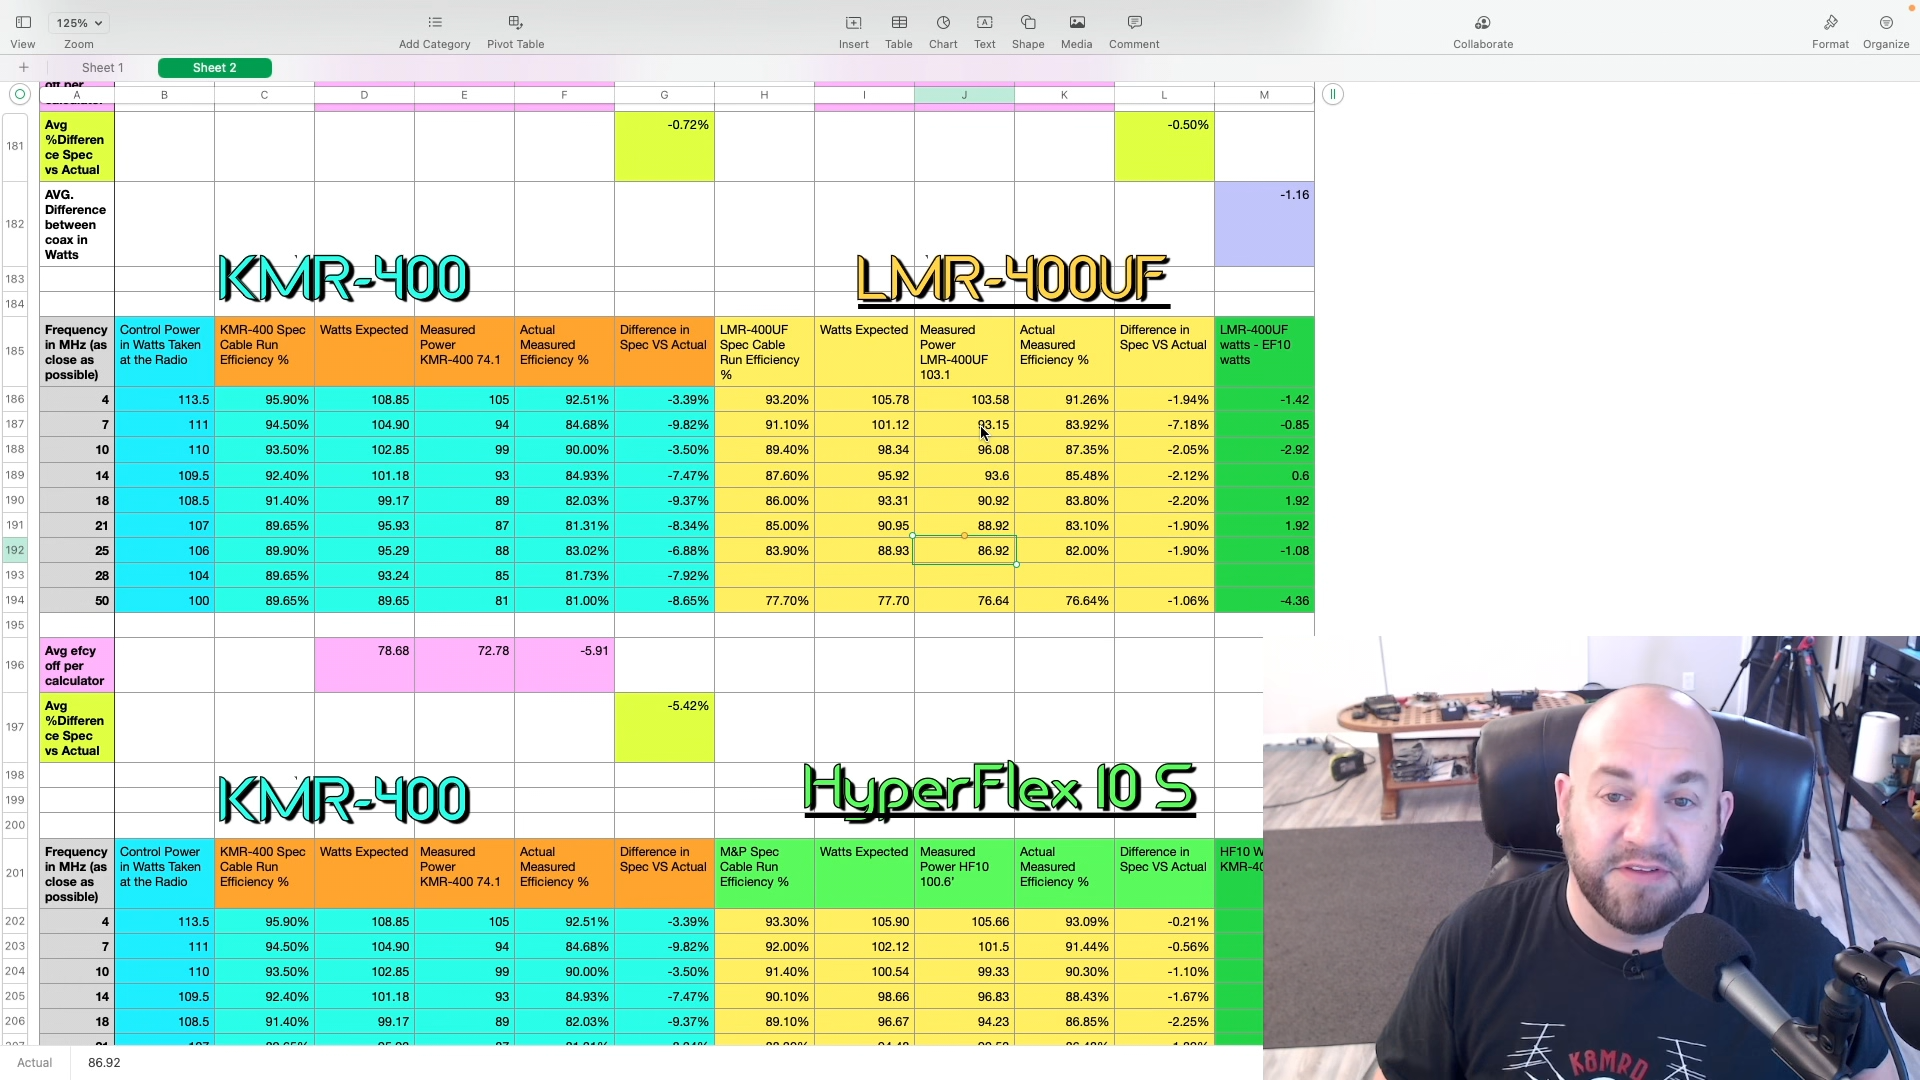 125%
View Zoom Add Category Pivot Table Insert Table Chart Text Shape Media Comment Collaborate Format Organize
Sheet 1 Sheet 2
off per
calculator
A B C D E F G H I J K L M
181 Avg %Differen ce Spec vs Actual -0.72% -0.50%
182 AVG. Difference between coax in Watts -1.16
183
184
KMR-400 LMR-400UF
185 Frequency in MHz (as close as possible) Control Power in Watts Taken at the Radio KMR-400 Spec Cable Run Efficiency % Watts Expected Measured Power KMR-400 74.1 Actual Measured Efficiency % Difference in Spec VS Actual LMR-400UF Spec Cable Run Efficiency % Watts Expected Measured Power LMR-400UF 103.1 Actual Measured Efficiency % Difference in Spec VS Actual LMR-400UF watts - EF10 watts
186 4 113.5 95.90% 108.85 105 92.51% -3.39% 93.20% 105.78 103.58 91.26% -1.94% -1.42
187 7 111 94.50% 104.90 94 84.68% -9.82% 91.10% 101.12 93.15 83.92% -7.18% -0.85
188 10 110 93.50% 102.85 99 90.00% -3.50% 89.40% 98.34 96.08 87.35% -2.05% -2.92
189 14 109.5 92.40% 101.18 93 84.93% -7.47% 87.60% 95.92 93.6 85.48% -2.12% 0.6
190 18 108.5 91.40% 99.17 89 82.03% -9.37% 86.00% 93.31 90.92 83.80% -2.20% 1.92
191 21 107 89.65% 95.93 87 81.31% -8.34% 85.00% 90.95 88.92 83.10% -1.90% 1.92
192 25 106 89.90% 95.29 88 83.02% -6.88% 83.90% 88.93 86.92 82.00% -1.90% -1.08
193 28 104 89.65% 93.24 85 81.73% -7.92%
194 50 100 89.65% 89.65 81 81.00% -8.65% 77.70% 77.70 76.64 76.64% -1.06% -4.36
195
196 Avg efcy off per calculator 78.68 72.78 -5.91
197 Avg %Differen ce Spec vs Actual -5.42%
198
199
200
KMR-400 HyperFlex 10 S
201 Frequency in MHz (as close as possible) Control Power in Watts Taken at the Radio KMR-400 Spec Cable Run Efficiency % Watts Expected Measured Power KMR-400 74.1 Actual Measured Efficiency % Difference in Spec VS Actual M&P Spec Cable Run Efficiency % Watts Expected Measured Power HF10 100.6' Actual Measured Efficiency % Difference in Spec VS Actual HF10 W KMR-40
202 4 113.5 95.90% 108.85 105 92.51% -3.39% 93.30% 105.90 105.66 93.09% -0.21%
203 7 111 94.50% 104.90 94 84.68% -9.82% 92.00% 102.12 101.5 91.44% -0.56%
204 10 110 93.50% 102.85 99 90.00% -3.50% 91.40% 100.54 99.33 90.30% -1.10%
205 14 109.5 92.40% 101.18 93 84.93% -7.47% 90.10% 98.66 96.83 88.43% -1.67%
206 18 108.5 91.40% 99.17 89 82.03% -9.37% 89.10% 96.67 94.23 86.85% -2.25%
Actual 86.92
K8MRD